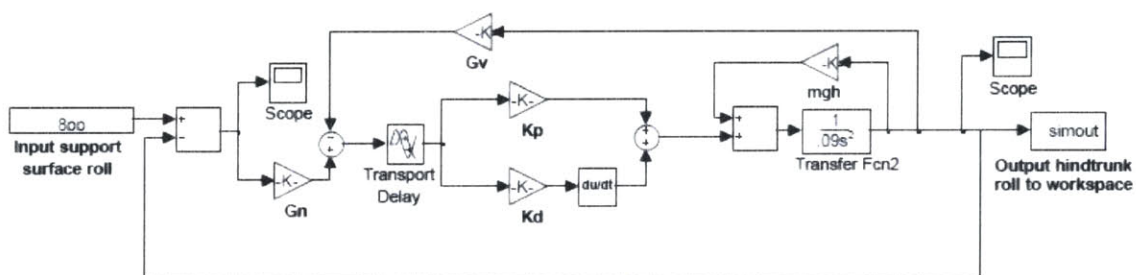 -K-
Gv
Scope
-K-
mgh
Scope
800
Input support
surface roll
+
−
-K-
Gn
−
+
Transport
Delay
-K-
Kp
-K-
Kd
du/dt
+
+
+
+
1
.09s²
Transfer Fcn2
simout
Output hindtrunk
roll to workspace